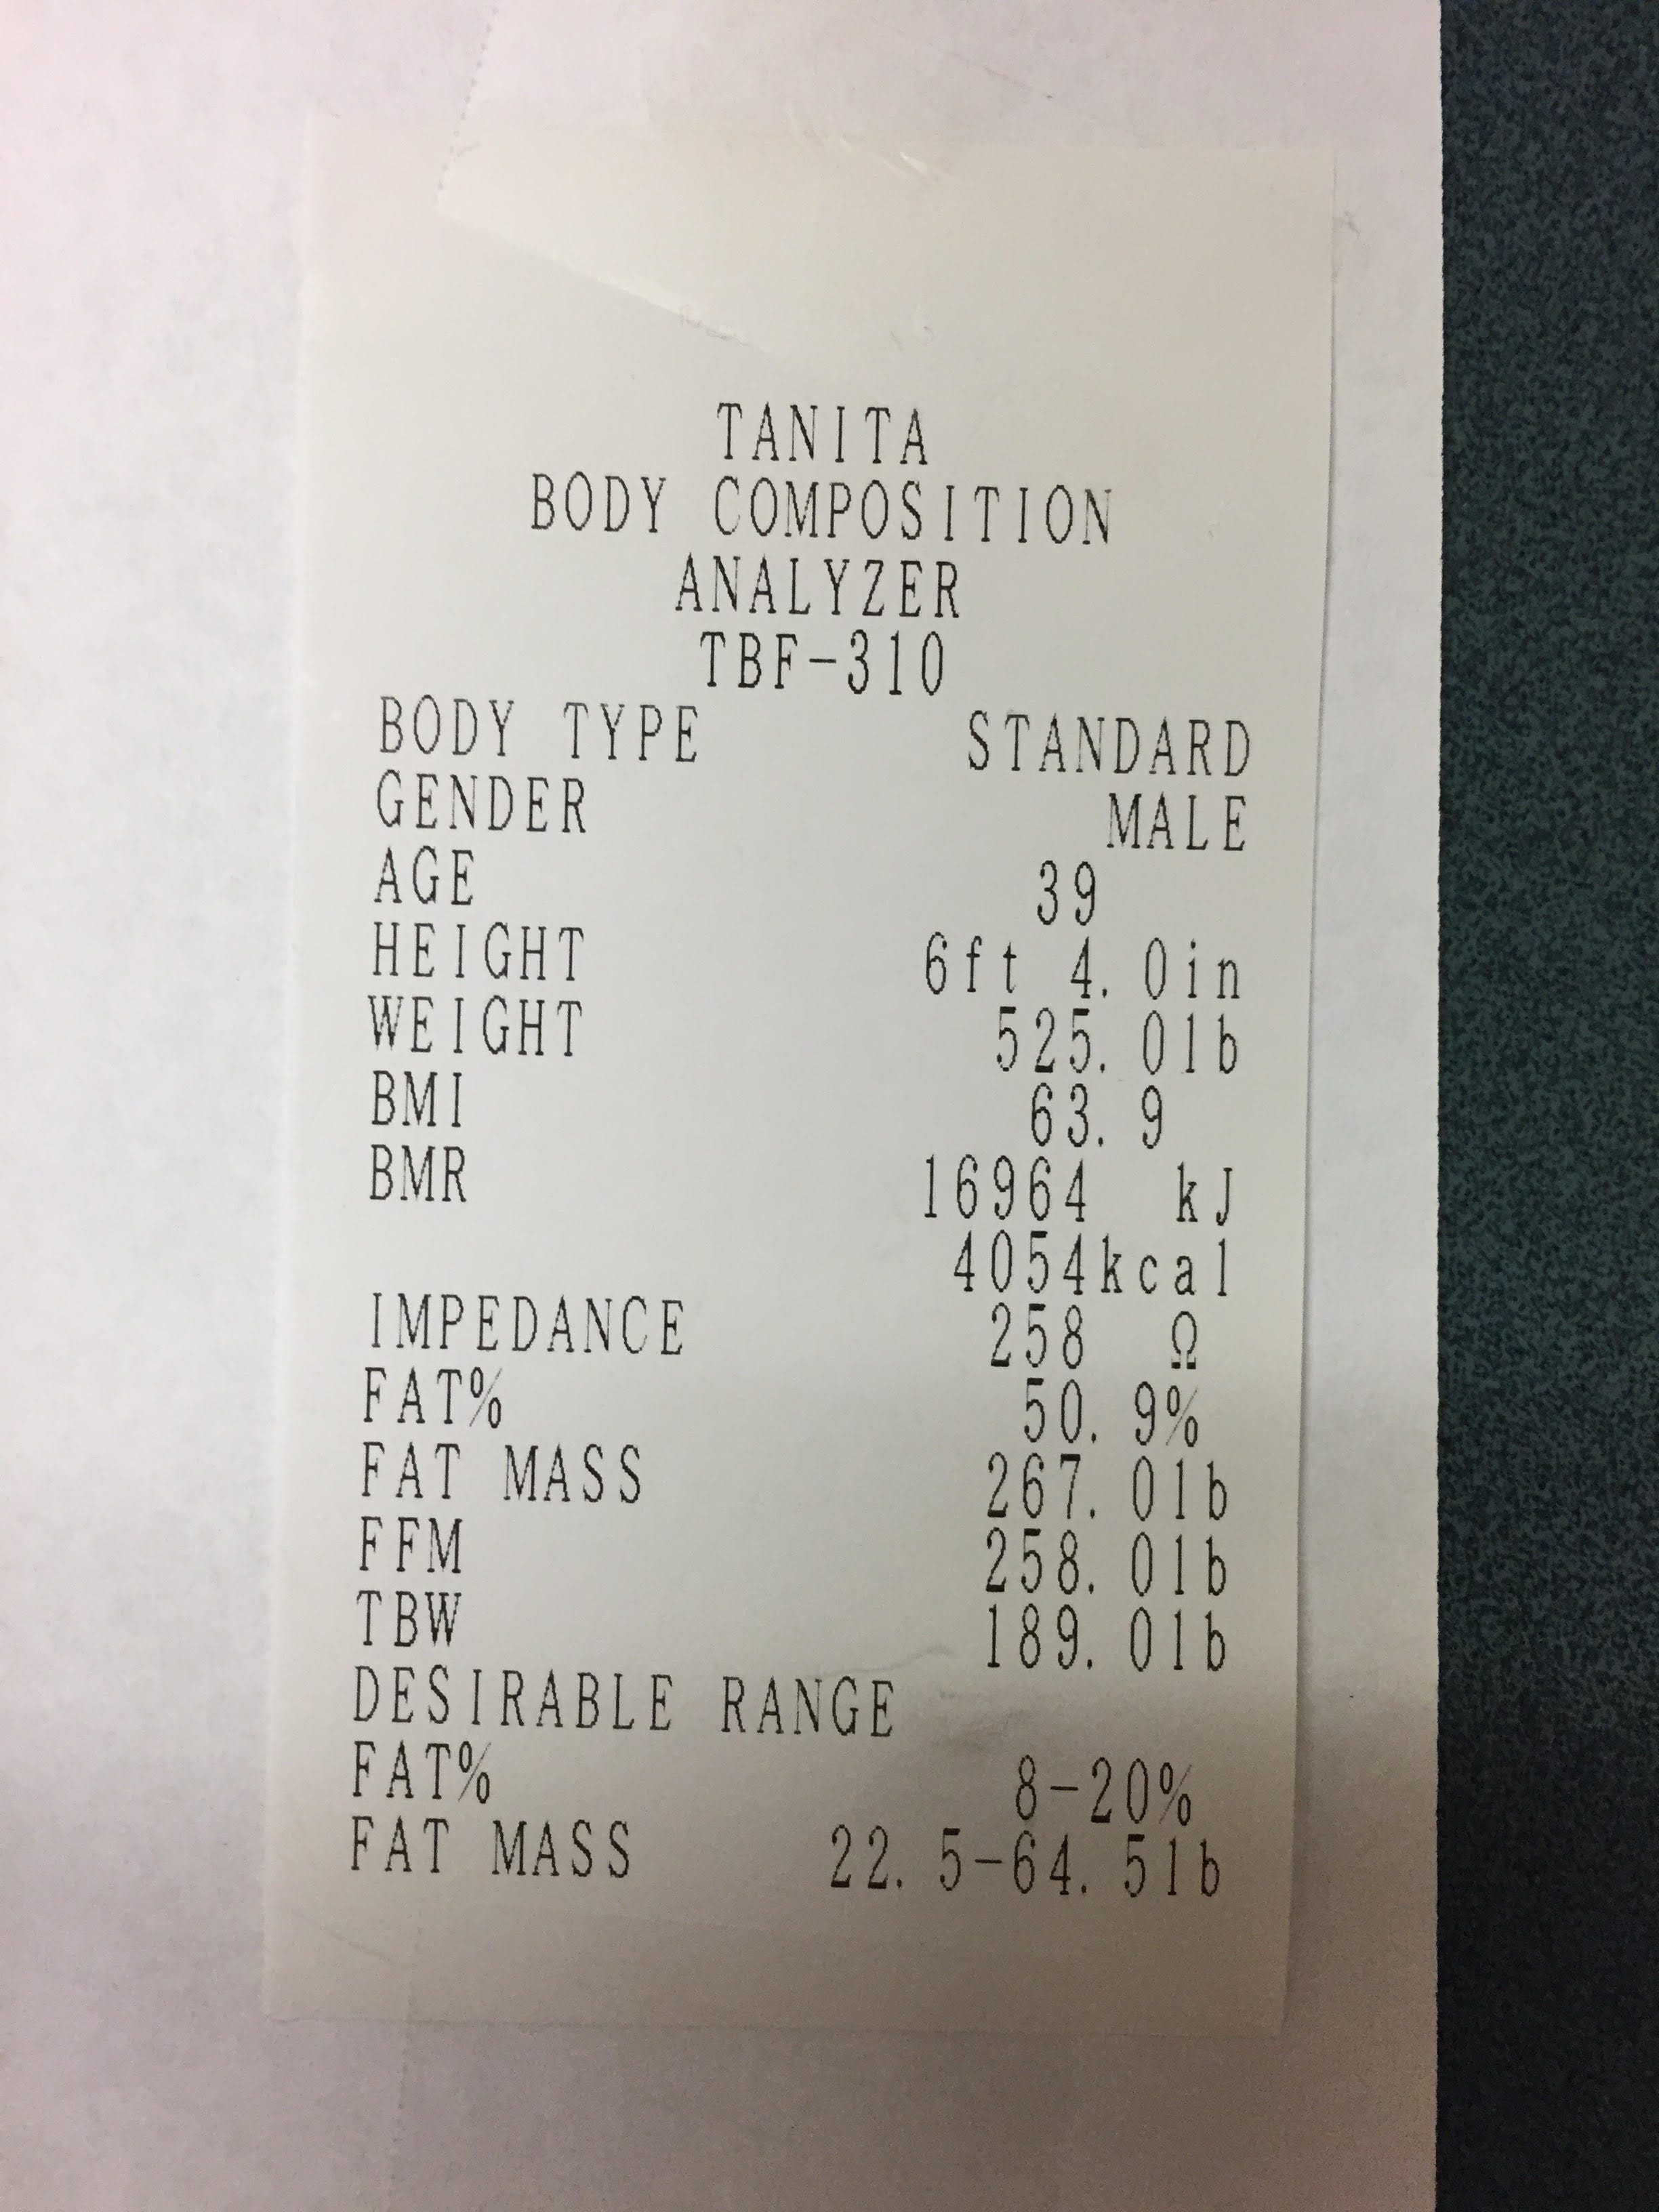 TANITA
BODY COMPOSITION
ANALYZER
TBF-310
BODY TYPE STANDARD
GENDER MALE
AGE 39
HEIGHT 6ft 4.0in
WEIGHT 525.0lb
BMI 63.9
BMR 16964 kJ
4054kcal
IMPEDANCE 258 Ω
FAT% 50.9%
FAT MASS 267.0lb
FFM 258.0lb
TBW 189.0lb
DESIRABLE RANGE
FAT% 8-20%
FAT MASS 22.5-64.5lb